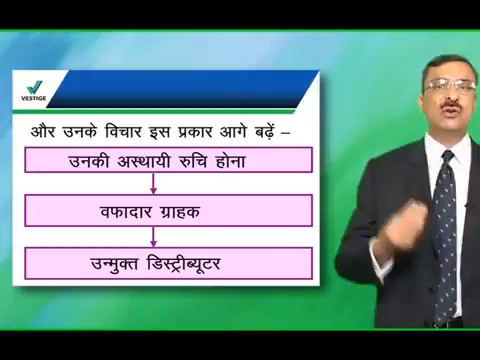 VESTIGE
और उनके विचार इस प्रकार आगे बढ़ें –
उनकी अस्थायी रुचि होना
वफादार ग्राहक
उन्मुक्त डिस्ट्रीब्यूटर